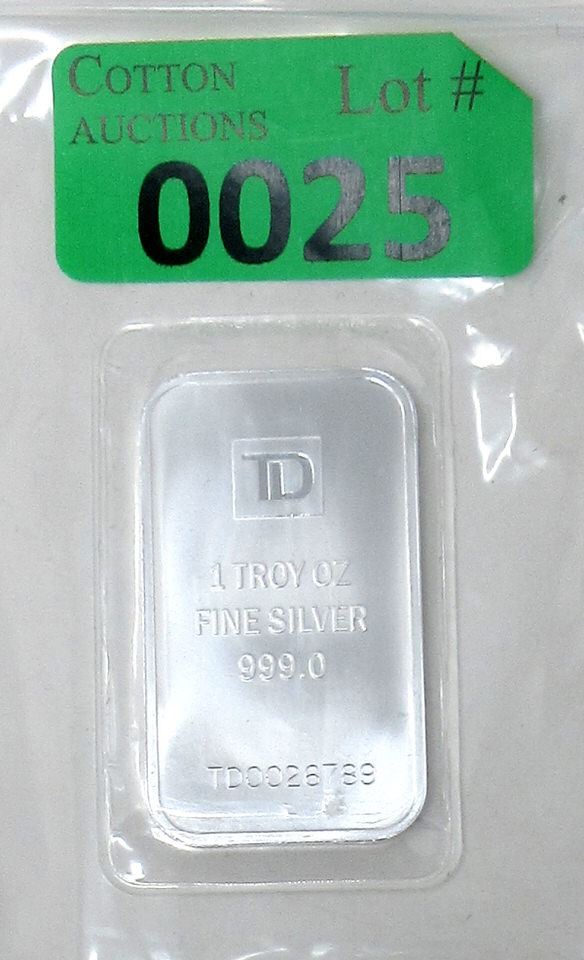 COTTON
AUCTIONS
Lot #
0025
TD
1 TROY OZ
FINE SILVER
999.0
TD0026789